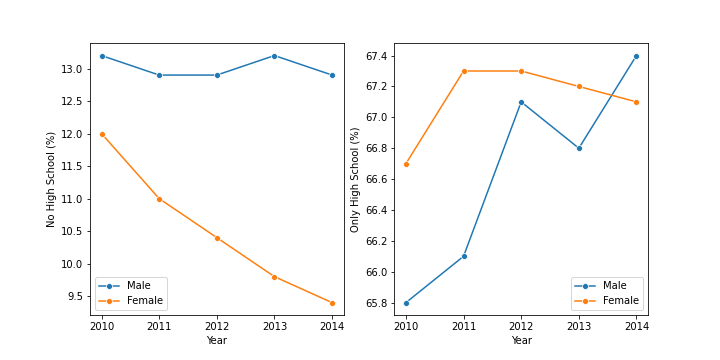 No High School (%)
13.0
12.5
12.0
11.5
11.0
10.5
10.0
9.5
Male
Female
2010 2011 2012 2013 2014
Year
Only High School (%)
67.4
67.2
67.0
66.8
66.6
66.4
66.2
66.0
65.8
Male
Female
2010 2011 2012 2013 2014
Year